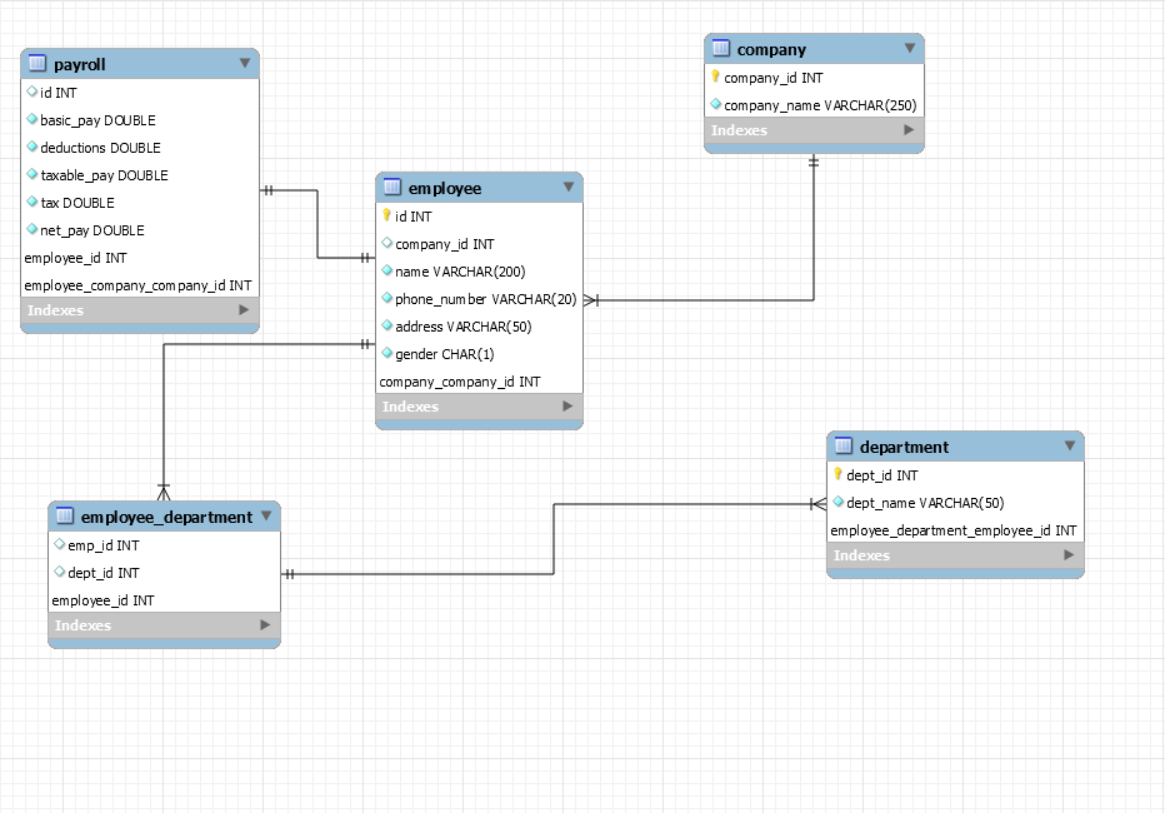 payroll
id INT
basic_pay DOUBLE
deductions DOUBLE
taxable_pay DOUBLE
tax DOUBLE
net_pay DOUBLE
employee_id INT
employee_company_company_id INT
Indexes
company
company_id INT
company_name VARCHAR(250)
Indexes
employee
id INT
company_id INT
name VARCHAR(200)
phone_number VARCHAR(20)
address VARCHAR(50)
gender CHAR(1)
company_company_id INT
Indexes
department
dept_id INT
dept_name VARCHAR(50)
employee_department_employee_id INT
Indexes
employee_department
emp_id INT
dept_id INT
employee_id INT
Indexes